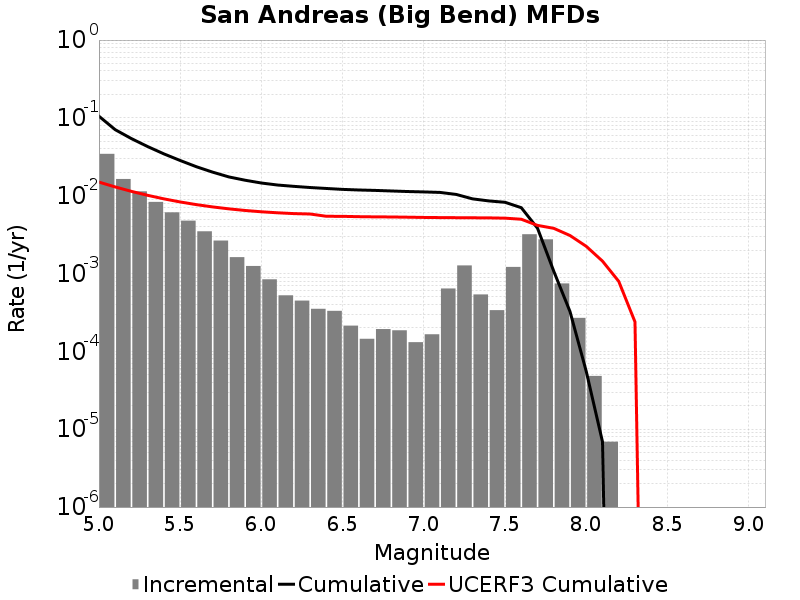 San Andreas (Big Bend) MFDs
10^0
10^-1
10^-2
10^-3
10^-4
10^-5
10^-6
Rate (1/yr)
5.0 5.5 6.0 6.5 7.0 7.5 8.0 8.5 9.0
Magnitude
Incremental Cumulative UCERF3 Cumulative